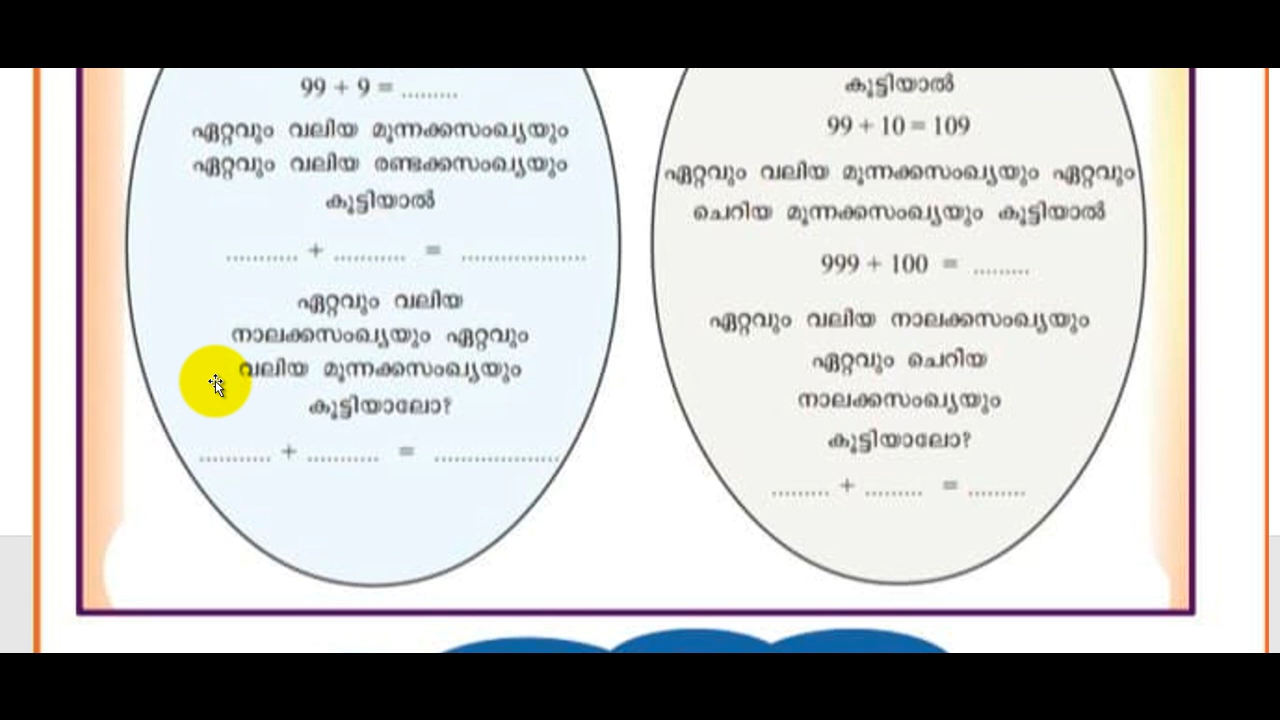 99 + 9 = .........
ഏറ്റവും വലിയ മൂന്നക്കസംഖ്യയും
ഏറ്റവും വലിയ രണ്ടക്കസംഖ്യയും
കൂട്ടിയാൽ
........... + ........... = ...................
ഏറ്റവും വലിയ
നാലക്കസംഖ്യയും ഏറ്റവും
വലിയ മൂന്നക്കസംഖ്യയും
കൂട്ടിയാലോ?
........... + ........... = ...................
കൂട്ടിയാൽ
99 + 10 = 109
ഏറ്റവും വലിയ മൂന്നക്കസംഖ്യയും ഏറ്റവും
ചെറിയ മൂന്നക്കസംഖ്യയും കൂട്ടിയാൽ
999 + 100 = .........
ഏറ്റവും വലിയ നാലക്കസംഖ്യയും
ഏറ്റവും ചെറിയ
നാലക്കസംഖ്യയും
കൂട്ടിയാലോ?
......... + ......... = .........